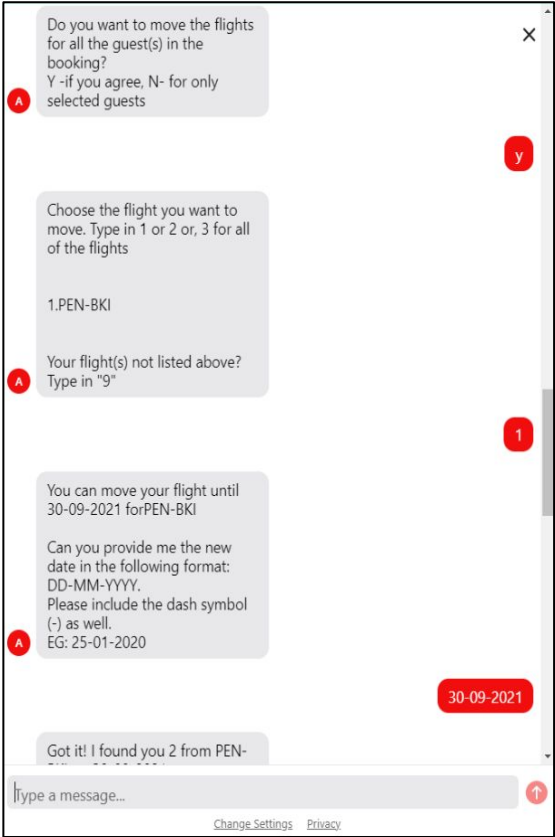 Do you want to move the flights
for all the guest(s) in the
booking?
Y -if you agree, N- for only
selected guests
A
y
Choose the flight you want to
move. Type in 1 or 2 or, 3 for all
of the flights
1.PEN-BKI
Your flight(s) not listed above?
Type in "9"
A
1
You can move your flight until
30-09-2021 forPEN-BKI
Can you provide me the new
date in the following format:
DD-MM-YYYY.
Please include the dash symbol
(-) as well.
EG: 25-01-2020
A
30-09-2021
Got it! I found you 2 from PEN-
Type a message...
Change Settings Privacy